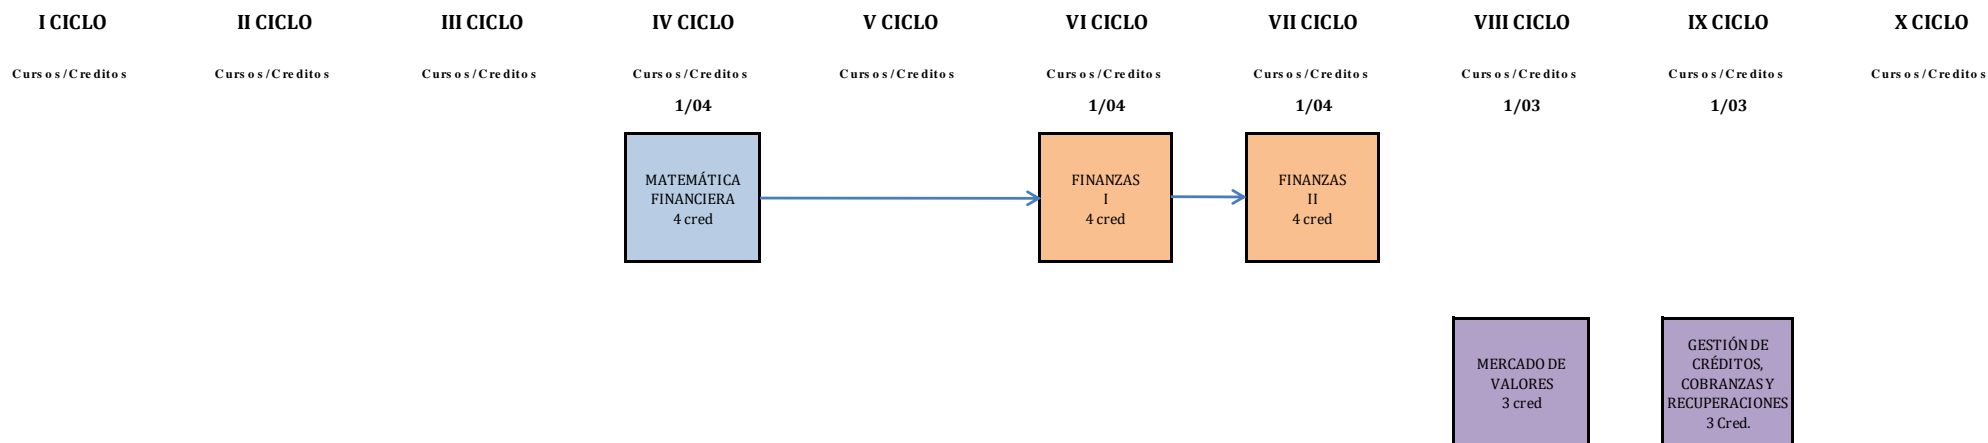 I CICLO II CICLO III CICLO IV CICLO V CICLO VI CICLO VII CICLO VIII CICLO IX CICLO X CICLO
Cursos/Creditos Cursos/Creditos Cursos/Creditos Cursos/Creditos Cursos/Creditos Cursos/Creditos Cursos/Creditos Cursos/Creditos Cursos/Creditos Cursos/Creditos
1/04 1/04 1/04 1/03 1/03
MATEMÁTICA
FINANCIERA
4 cred
FINANZAS
I
4 cred
FINANZAS
II
4 cred
MERCADO DE
VALORES
3 cred
GESTIÓN DE
CRÉDITOS,
COBRANZAS Y
RECUPERACIONES
3 Cred.